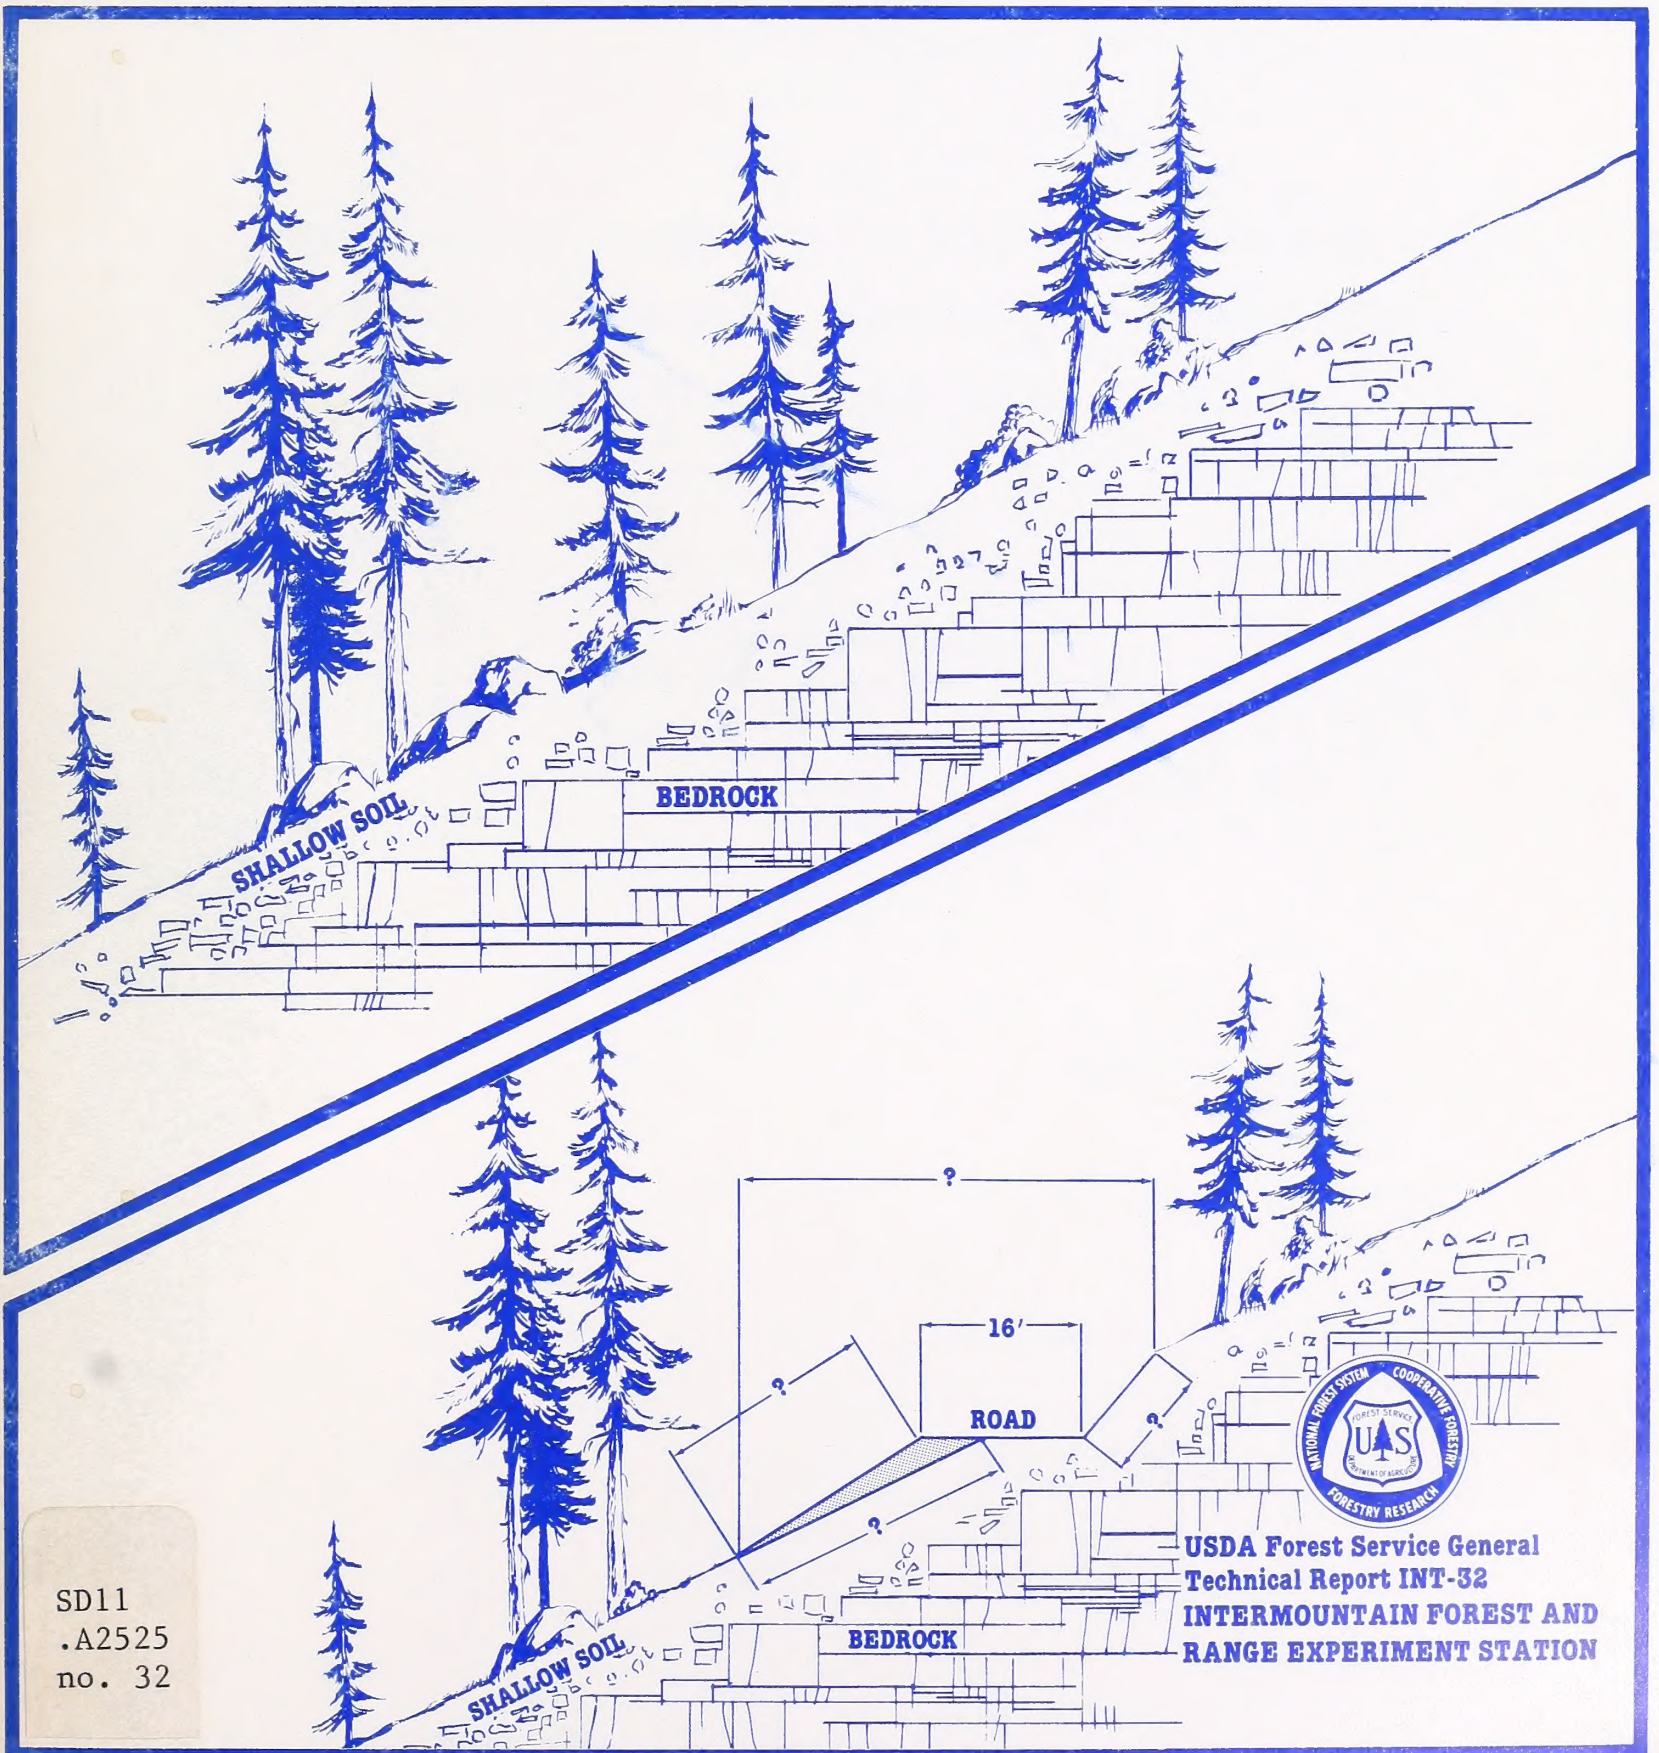 SHALLOW SOIL
BEDROCK
?
16'
?
ROAD
?
?
NATIONAL FOREST SYSTEM
COOPERATIVE FORESTRY
FORESTRY RESEARCH
FOREST SERVICE
U S
DEPARTMENT OF AGRICULTURE
USDA Forest Service General
Technical Report INT-32
INTERMOUNTAIN FOREST AND
RANGE EXPERIMENT STATION
BEDROCK
SHALLOW SOIL
SD11
.A2525
no. 32